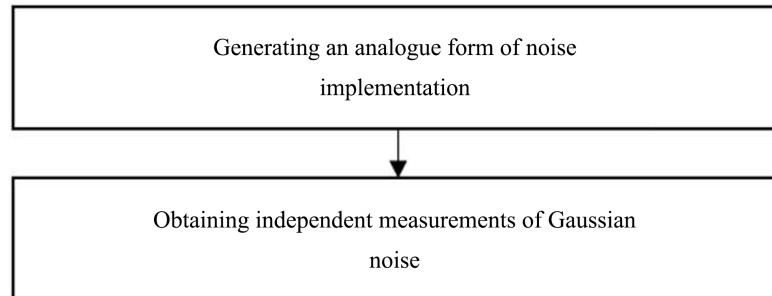 Generating an analogue form of noise
implementation
Obtaining independent measurements of Gaussian
noise